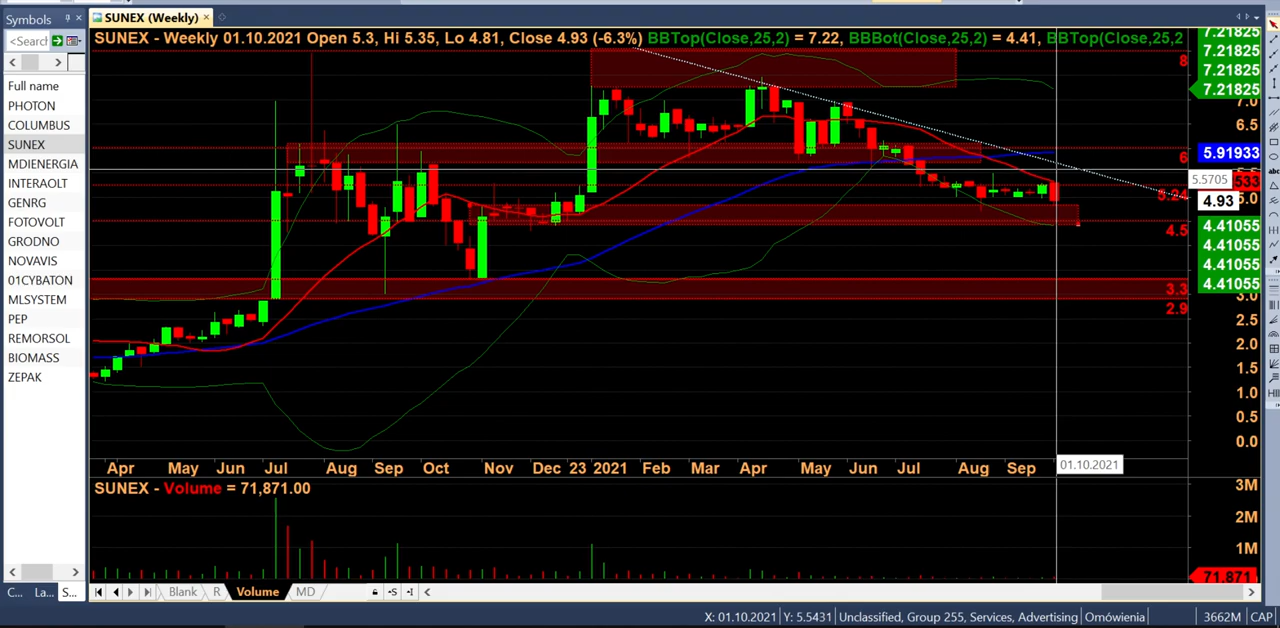 Symbols
SUNEX (Weekly)
<Search
SUNEX - Weekly 01.10.2021 Open 5.3, Hi 5.35, Lo 4.81, Close 4.93 (-6.3%) BBTop(Close,25,2) = 7.22, BBBot(Close,25,2) = 4.41, BBTop(Close,25,2
Full name
PHOTON
COLUMBUS
SUNEX
MDIENERGIA
INTERAOLT
GENRG
FOTOVOLT
GRODNO
NOVAVIS
01CYBATON
MLSYSTEM
PEP
REMORSOL
BIOMASS
ZEPAK
7.21825
7.21825
7.21825
7.21825
8
7.0
6.5
6
5.91933
5.5705
533
5.24
5.0
4.93
4.5
4.41055
4.41055
4.41055
4.41055
3.3
3.0
2.9
2.5
2.0
1.5
1.0
0.5
0.0
Apr May Jun Jul Aug Sep Oct Nov Dec 23 2021 Feb Mar Apr May Jun Jul Aug Sep 01.10.2021
SUNEX - Volume = 71,871.00
3M
2M
1M
71,871
C... La... S...
Blank R Volume MD
X: 01.10.2021 Y: 5.5431 Unclassified, Group 255, Services, Advertising Omówienia 3662M CAP